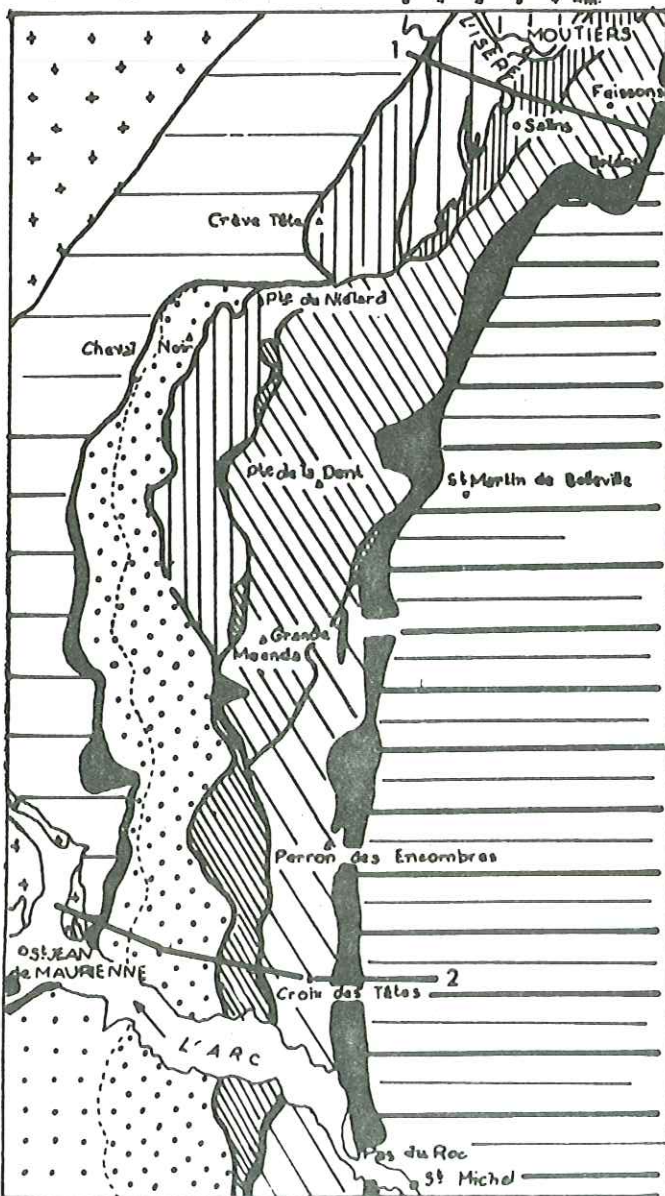 1
L'ISÈRE
MOUTIERS
Feissons
Salins
Brides
Crève Tête
Pte du Niélard
Cheval Noir
Pte de la Dent
St Martin de Belleville
Grande
Moenda
Perron des Encombres
St JEAN
de MAURIENNE
2
Croix des Têtes
L'ARC
Pas du Roc
St Michel